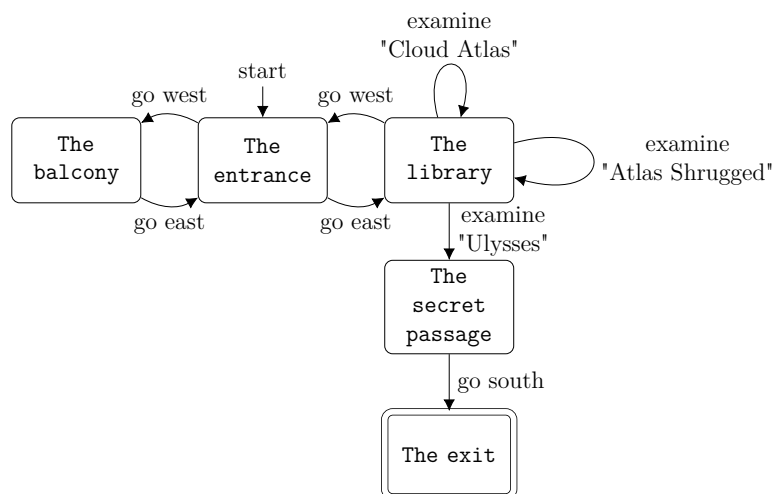 examine
"Cloud Atlas"
start
go west
go west
The
balcony
The
entrance
The
library
examine
"Atlas Shrugged"
go east
go east
examine
"Ulysses"
The
secret
passage
go south
The exit